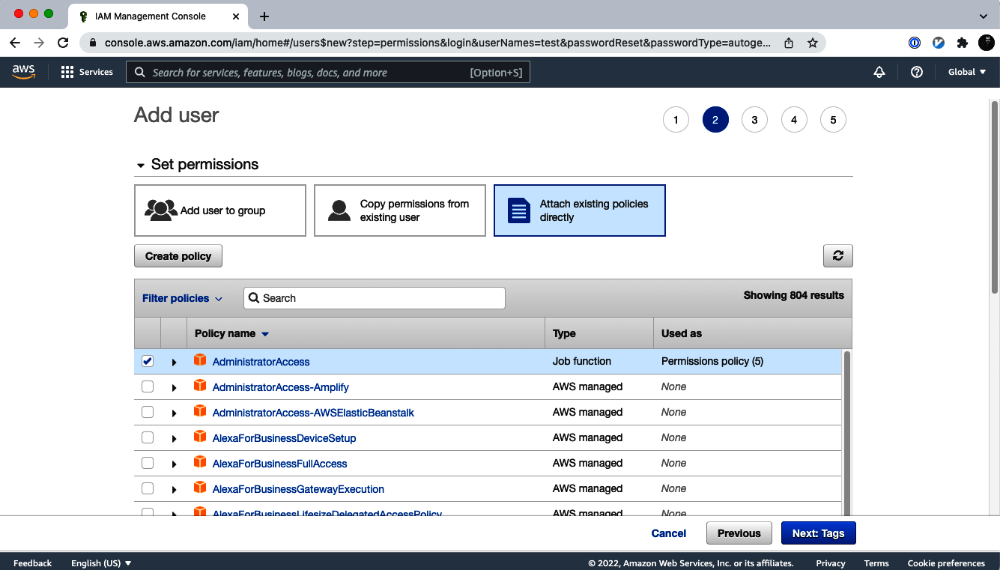 IAM Management Console
console.aws.amazon.com/iam/home#/users$new?step=permissions&login&userNames=test&passwordReset&passwordType=autoge...
aws
Services
Search for services, features, blogs, docs, and more
[Option+S]
Global
Add user
1 2 3 4 5
Set permissions
Add user to group
Copy permissions from
existing user
Attach existing policies
directly
Create policy
Filter policies
Search
Showing 804 results
Policy name Type Used as
AdministratorAccess Job function Permissions policy (5)
AdministratorAccess-Amplify AWS managed None
AdministratorAccess-AWSElasticBeanstalk AWS managed None
AlexaForBusinessDeviceSetup AWS managed None
AlexaForBusinessFullAccess AWS managed None
AlexaForBusinessGatewayExecution AWS managed None
AlexaForBusinessLifesizeDelegatedAccessPolicy AWS managed None
Cancel Previous Next: Tags
Feedback English (US) © 2022, Amazon Web Services, Inc. or its affiliates. Privacy Terms Cookie preferences